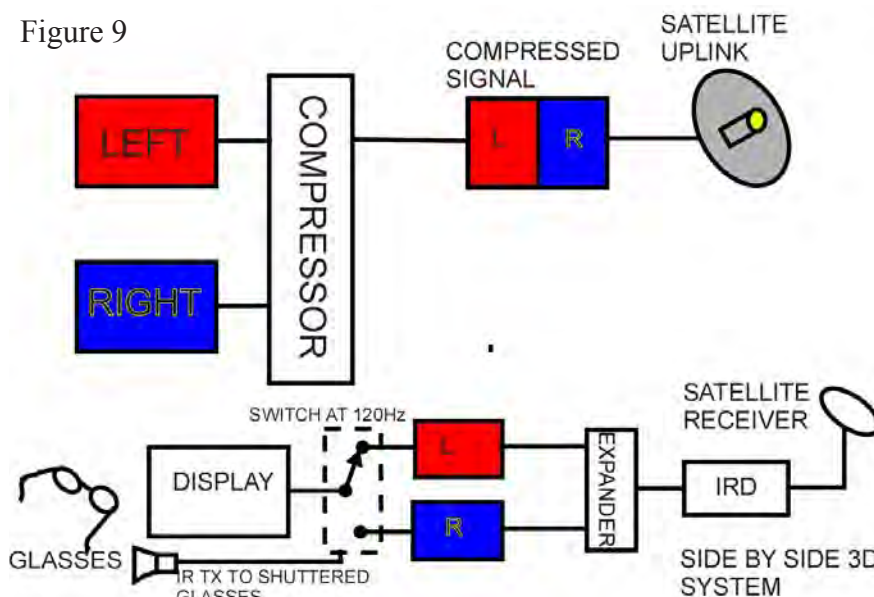 Figure 9
COMPRESSED
SIGNAL
SATELLITE
UPLINK
LEFT
COMPRESSOR
L
R
RIGHT
SWITCH AT 120Hz
SATELLITE
RECEIVER
DISPLAY
L
R
EXPANDER
IRD
GLASSES
IR TX TO SHUTTERED
GLASSES
SIDE BY SIDE 3D
SYSTEM